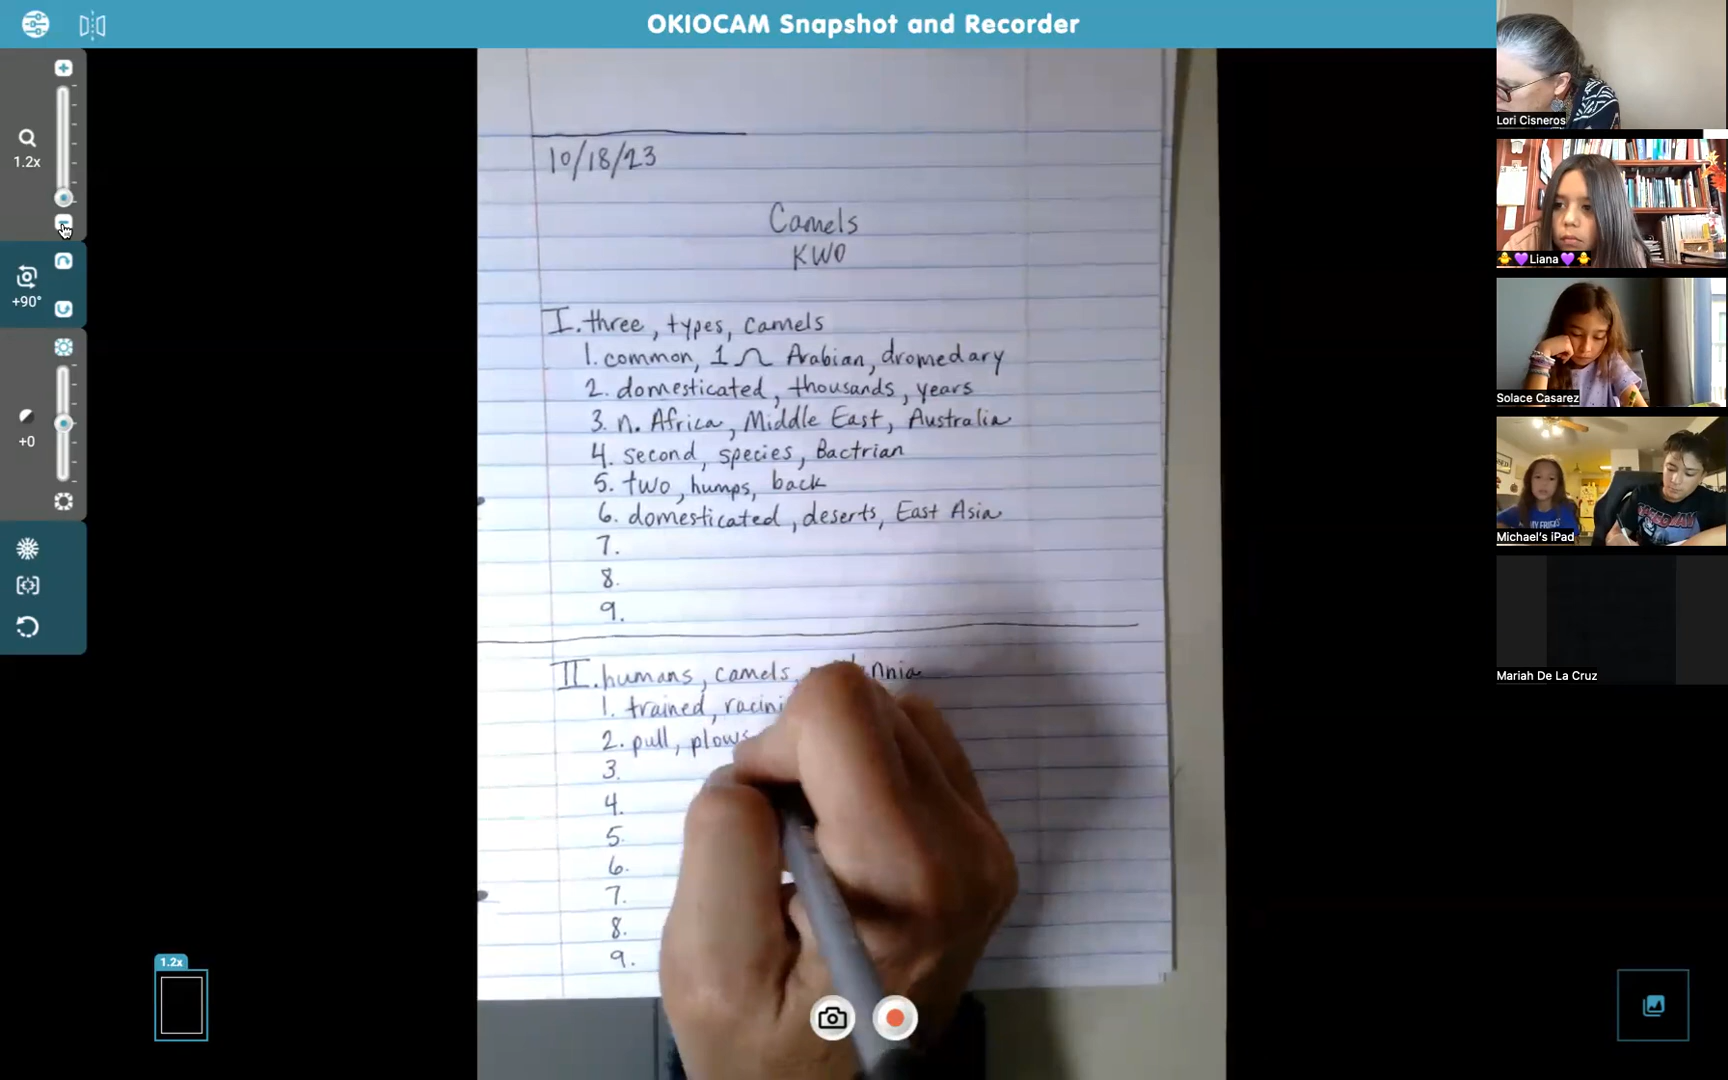 OKIOCAM Snapshot and Recorder
1.2x
+90°
+0
1.2x
10/18/23
Camels
KWO
I. three, types, camels
1. common, 1 Arabian, dromedary
2. domesticated, thousands, years
3. n. Africa, Middle East, Australia
4. second, species, Bactrian
5. two, humps, back
6. domesticated, deserts, East Asia
7.
8.
9.
II. humans, camels,
1. trained,
2. pull, plows
3.
4.
5.
6.
7.
8.
9.
Lori Cisneros
Liana
Solace Casarez
Michael's iPad
Mariah De La Cruz